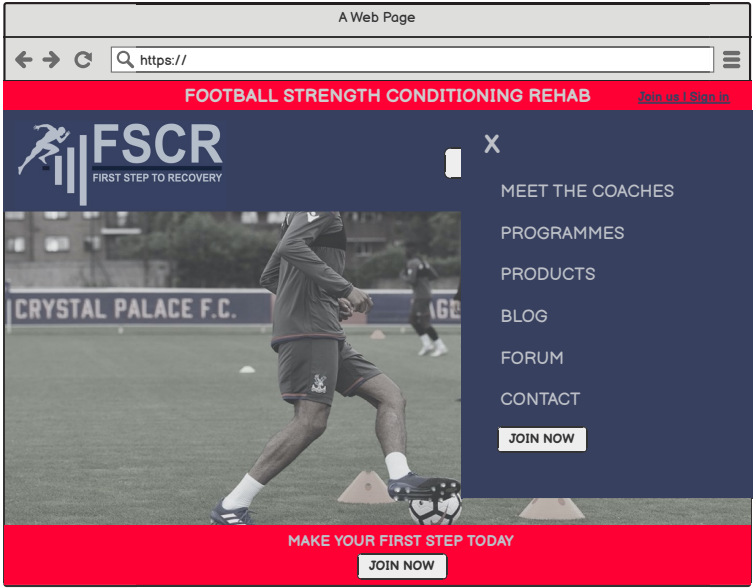 A Web Page
https://
FOOTBALL STRENGTH CONDITIONING REHAB
Join us | Sign in
FSCR
FIRST STEP TO RECOVERY
X
MEET THE COACHES
PROGRAMMES
PRODUCTS
BLOG
FORUM
CONTACT
JOIN NOW
CRYSTAL PALACE F.C.
MAKE YOUR FIRST STEP TODAY
JOIN NOW